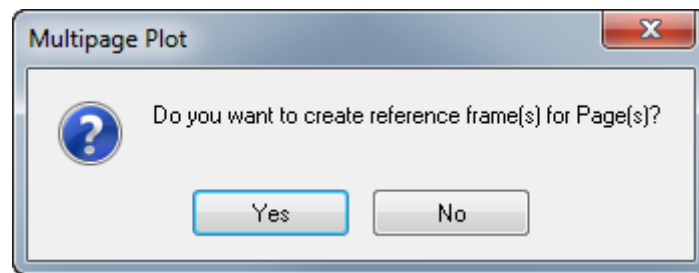 Multipage Plot
Do you want to create reference frame(s) for Page(s)?
Yes
No